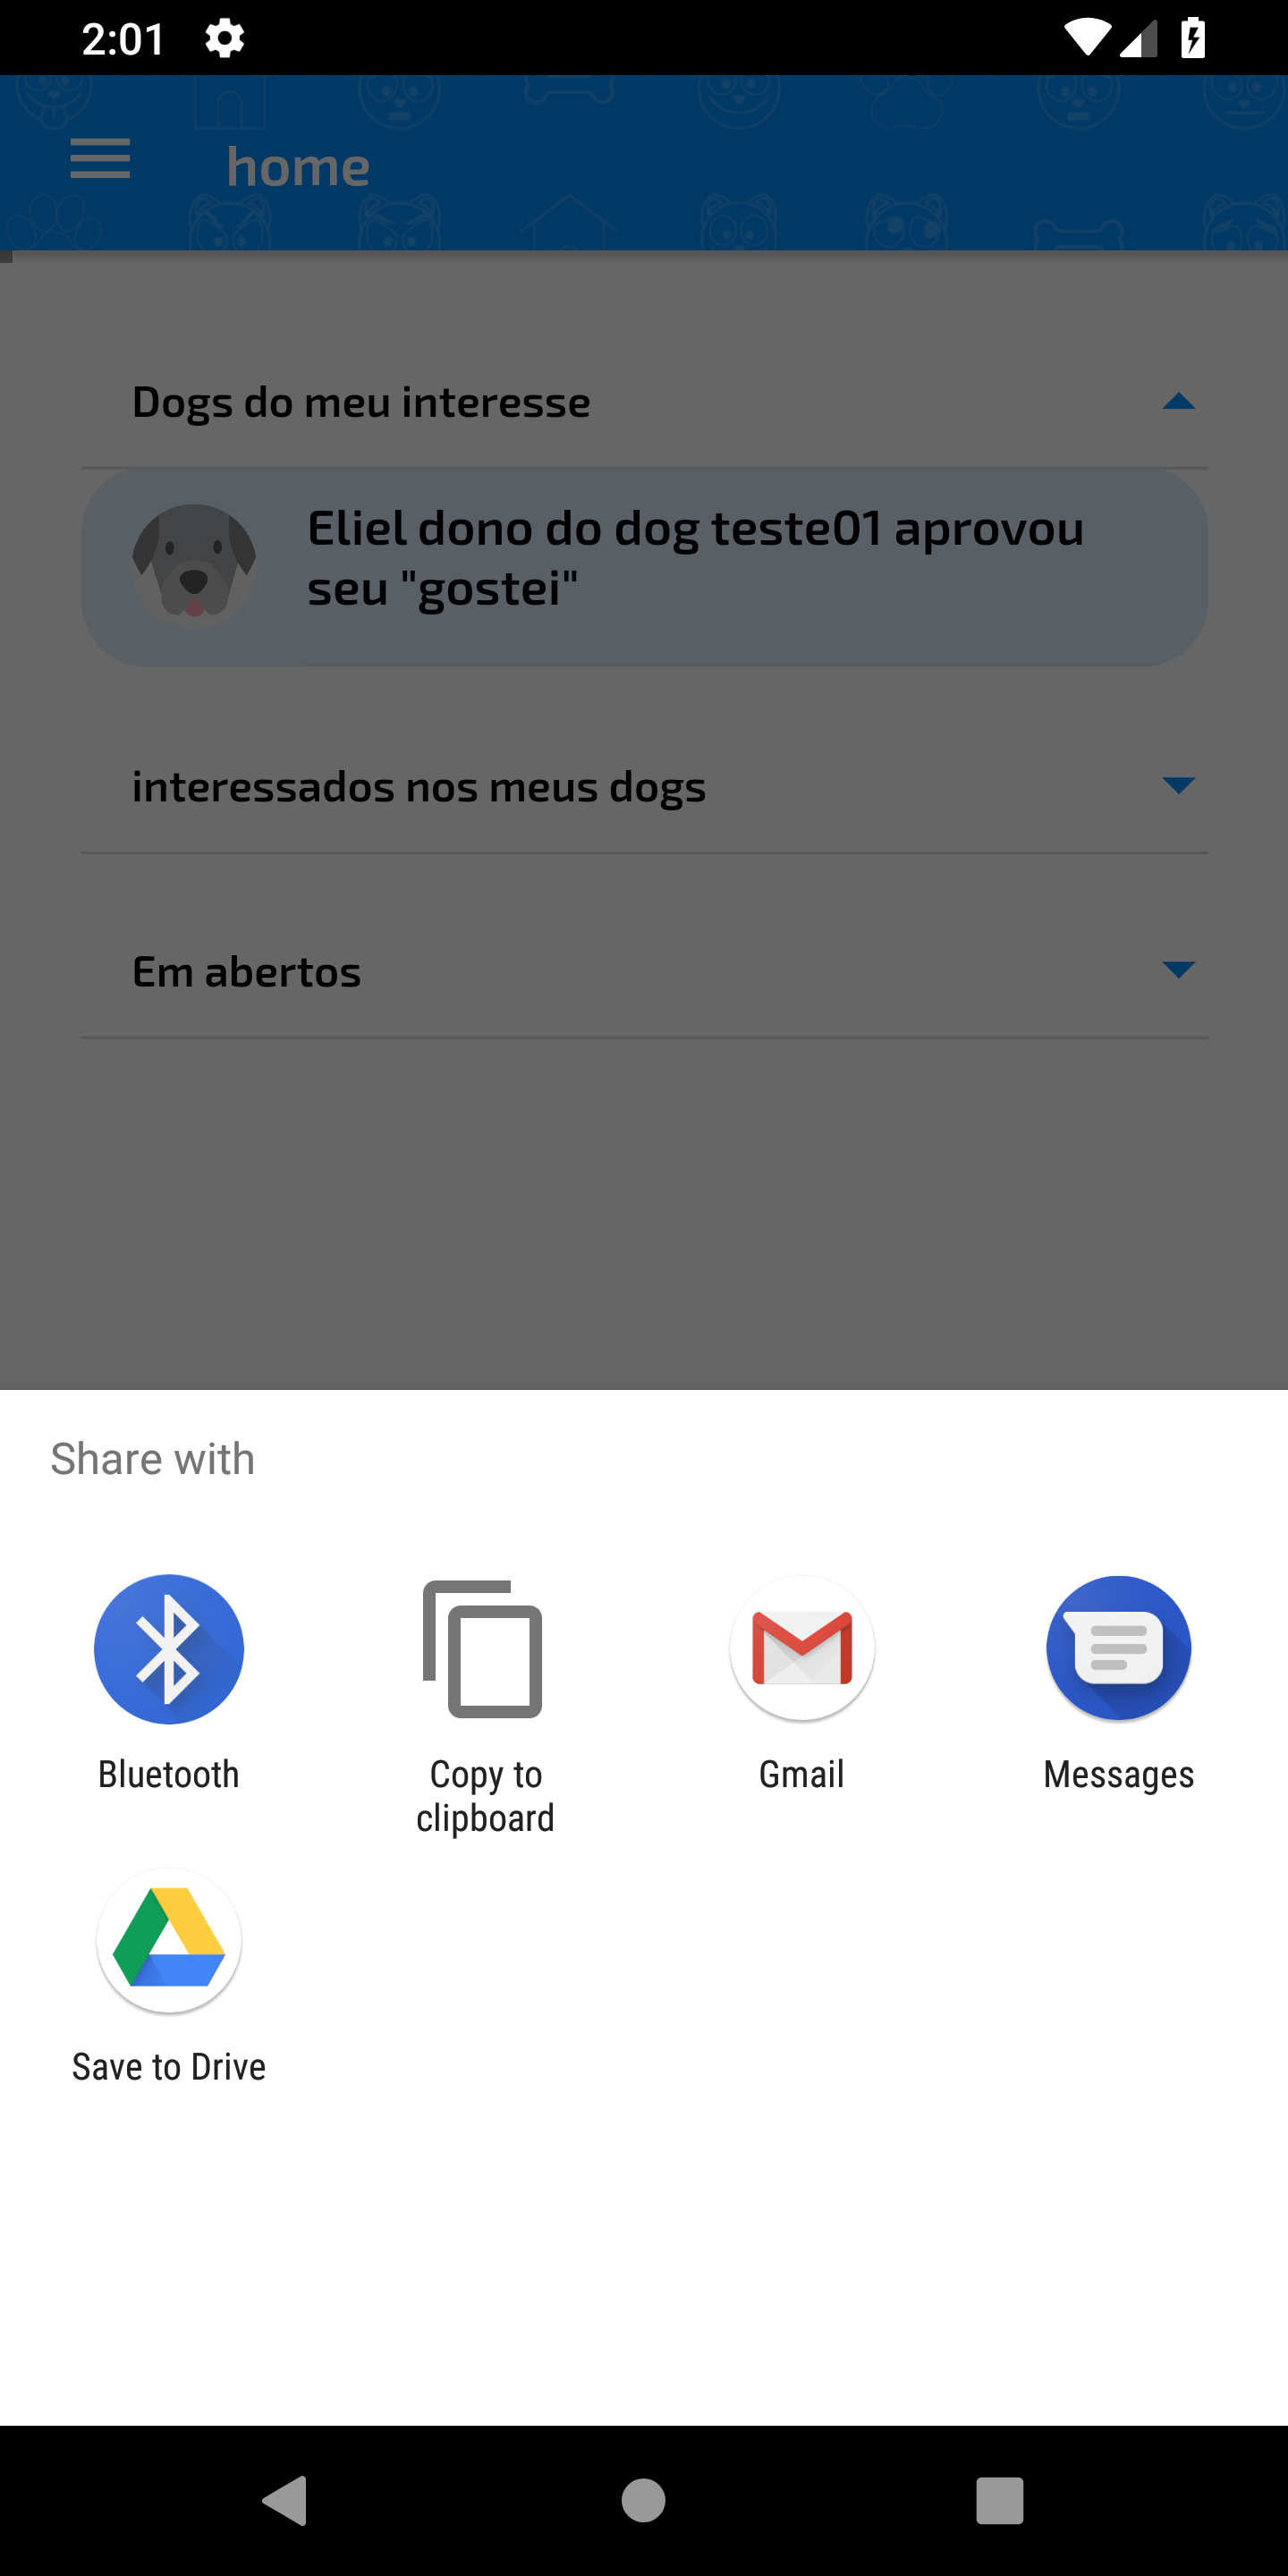 2:01
home
Dogs do meu interesse
Eliel dono do dog teste01 aprovou
seu "gostei"
interessados nos meus dogs
Em abertos
Share with
Bluetooth
Copy to
clipboard
Gmail
Messages
Save to Drive